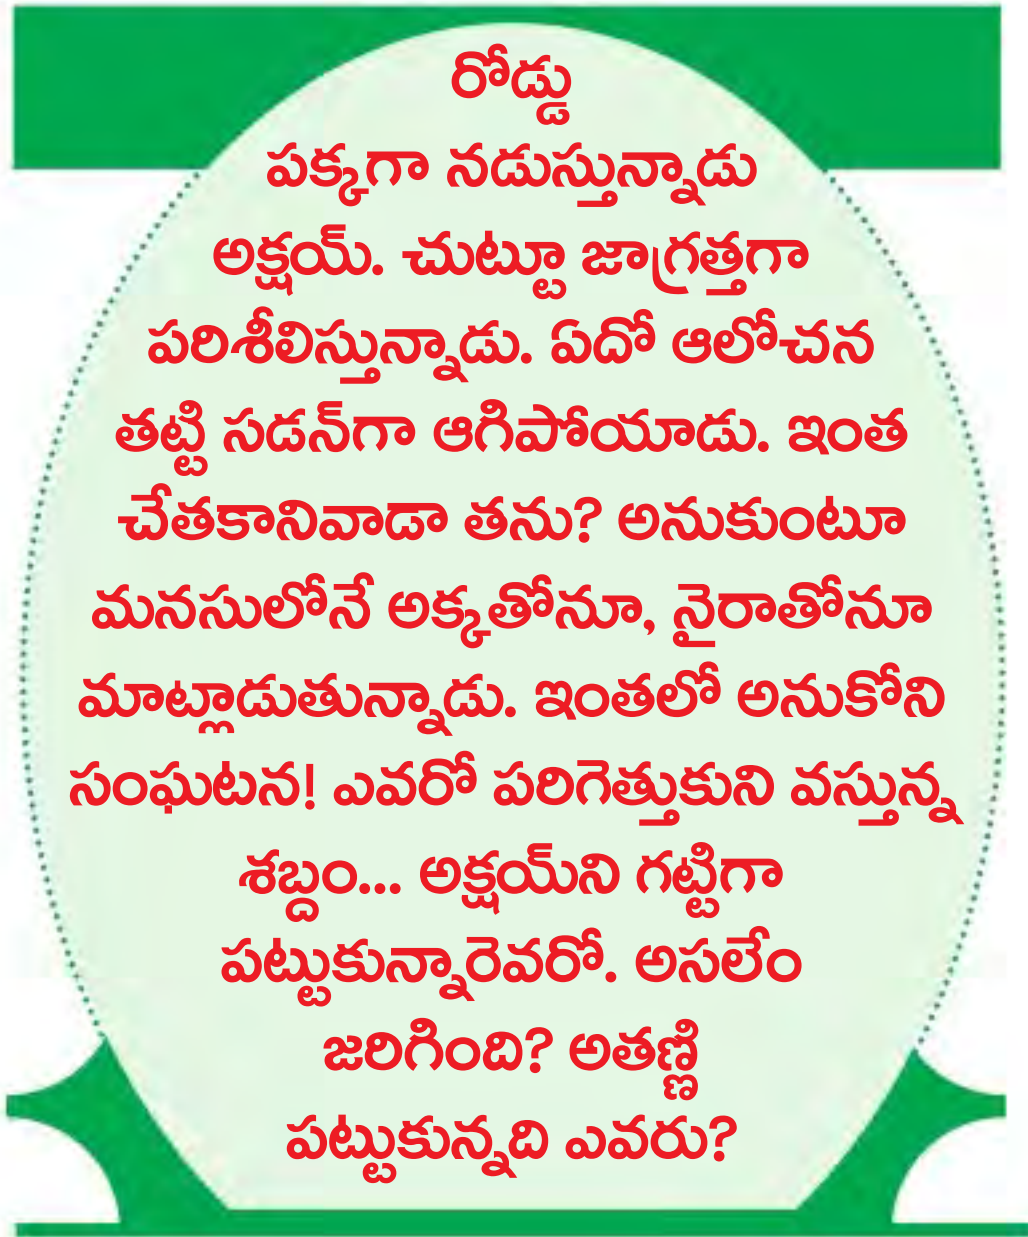 రోడ్డు
పక్కగా నడుస్తున్నాడు
అక్షయ్. చుట్టూ జాగ్రత్తగా
పరిశీలిస్తున్నాడు. ఏదో ఆలోచన
తట్టి సడన్‌గా ఆగిపోయాడు. ఇంత
చేతకానివాడా తను? అనుకుంటూ
మనసులోనే అక్కతోనూ, నైరాతోనూ
మాట్లాడుతున్నాడు. ఇంతలో అనుకోని
సంఘటన! ఎవరో పరిగెత్తుకుని వస్తున్న
శబ్దం... అక్షయ్‌ని గట్టిగా
పట్టుకున్నారెవరో. అసలేం
జరిగింది? అతణ్ణి
పట్టుకున్నది ఎవరు?